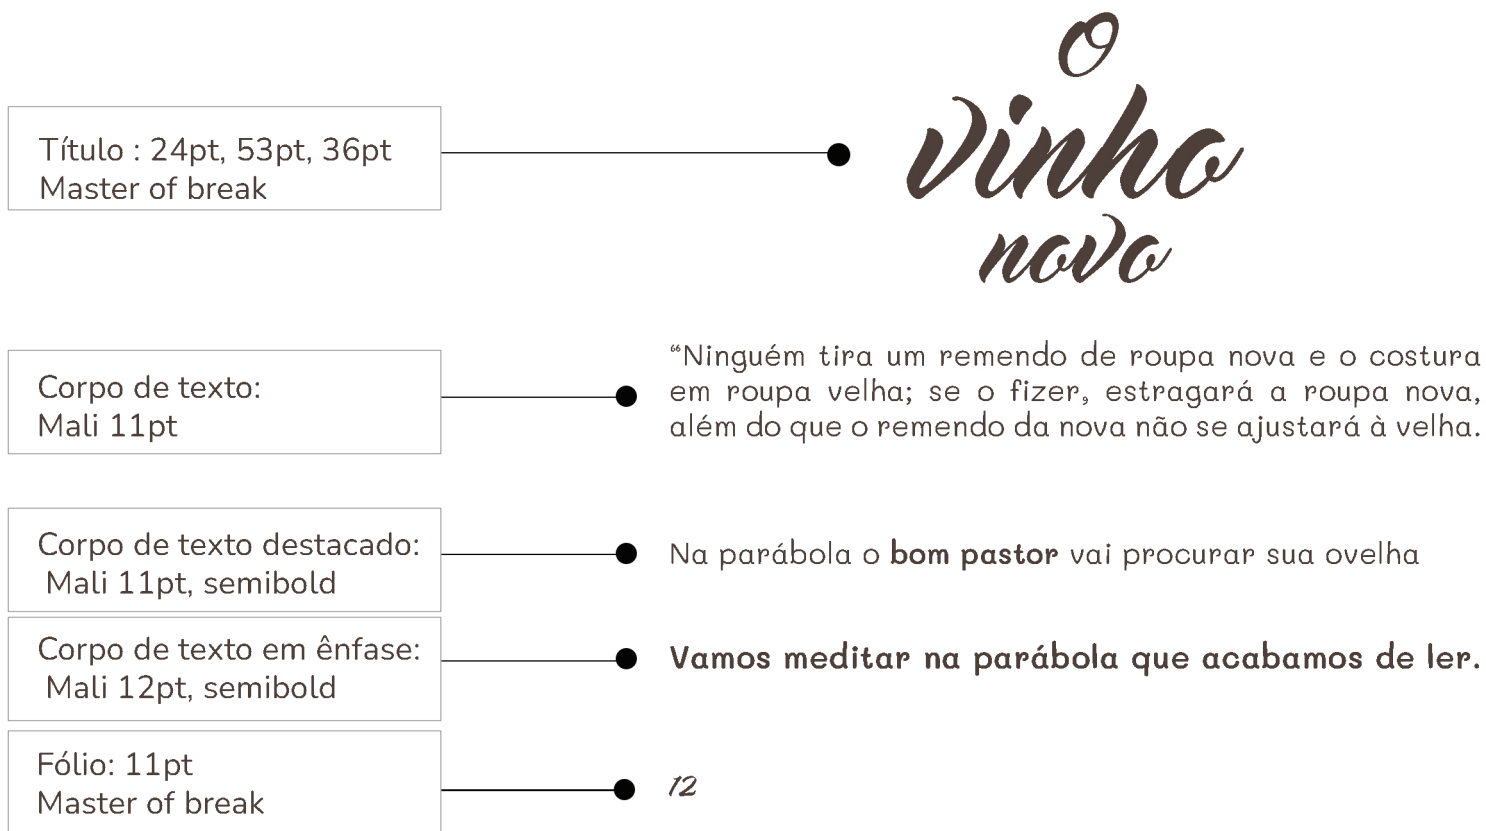 Título : 24pt, 53pt, 36pt
Master of break
O
vinho
novo
Corpo de texto:
Mali 11pt
“Ninguém tira um remendo de roupa nova e o costura
em roupa velha; se o fizer, estragará a roupa nova,
além do que o remendo da nova não se ajustará à velha.
Corpo de texto destacado:
Mali 11pt, semibold
Na parábola o bom pastor vai procurar sua ovelha
Corpo de texto em ênfase:
Mali 12pt, semibold
Vamos meditar na parábola que acabamos de ler.
Fólio: 11pt
Master of break
12